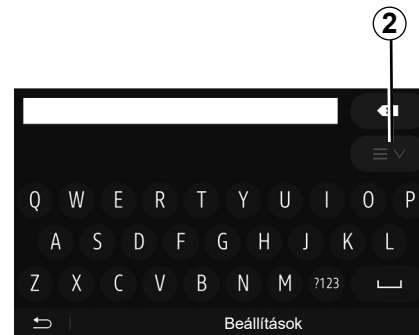 2
Q W E R T Y U I O P
A S D F G H J K L
Z X C V B N M ?123
Beállítások